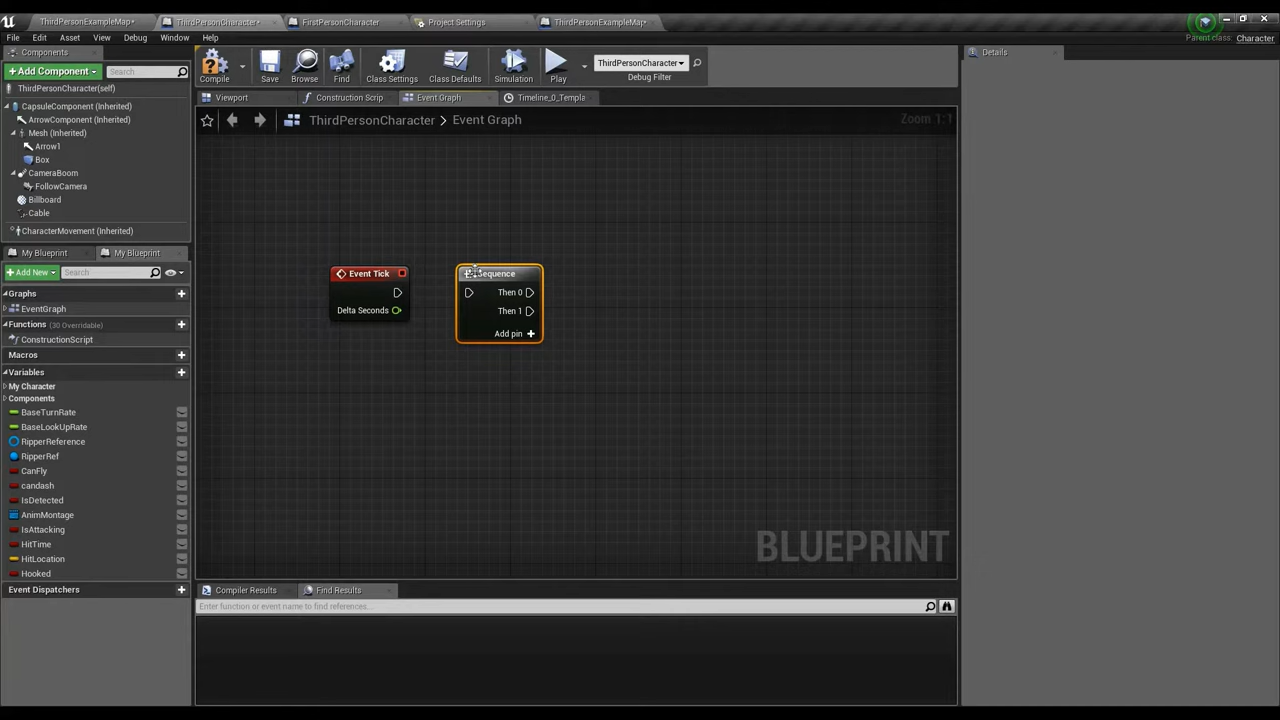 ThirdPersonExampleMap•
ThirdPersonCharacter•
FirstPersonCharacter
Project Settings
ThirdPersonExampleMap•
File Edit Asset View Debug Window Help
Parent class: Character
Components
+Add Component
Search
ThirdPersonCharacter(self)
CapsuleComponent (Inherited)
ArrowComponent (Inherited)
Mesh (Inherited)
Arrow1
Box
CameraBoom
FollowCamera
Billboard
Cable
CharacterMovement (Inherited)
Compile
Save
Browse
Find
Class Settings
Class Defaults
Simulation
Play
ThirdPersonCharacter
Debug Filter
Viewport
Construction Scrip
Event Graph
Timeline_0_Templa
ThirdPersonCharacter > Event Graph
Zoom 1:1
Event Tick
Delta Seconds
Sequence
Then 0
Then 1
Add pin +
BLUEPRINT
My Blueprint
My Blueprint
+Add New
Search
Graphs
EventGraph
Functions (30 Overridable)
ConstructionScript
Macros
Variables
My Character
Components
BaseTurnRate
BaseLookUpRate
RipperReference
RipperRef
CanFly
candash
IsDetected
AnimMontage
IsAttacking
HitTime
HitLocation
Hooked
Event Dispatchers
Compiler Results
Find Results
Enter function or event name to find references...
Details